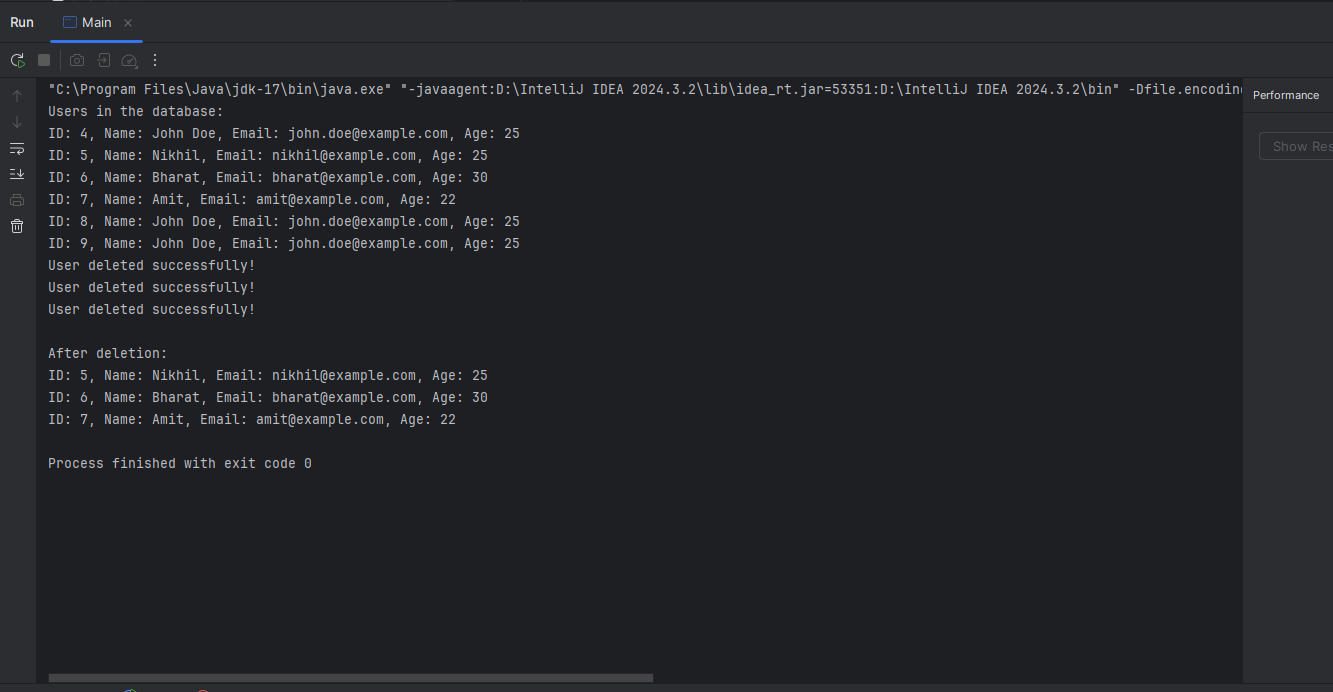 Run Main
"C:\Program Files\Java\jdk-17\bin\java.exe" "-javaagent:D:\IntelliJ IDEA 2024.3.2\lib\idea_rt.jar=53351:D:\IntelliJ IDEA 2024.3.2\bin" -Dfile.encoding
Performance
Users in the database:
ID: 4, Name: John Doe, Email: john.doe@example.com, Age: 25
ID: 5, Name: Nikhil, Email: nikhil@example.com, Age: 25
Show Res
ID: 6, Name: Bharat, Email: bharat@example.com, Age: 30
ID: 7, Name: Amit, Email: amit@example.com, Age: 22
ID: 8, Name: John Doe, Email: john.doe@example.com, Age: 25
ID: 9, Name: John Doe, Email: john.doe@example.com, Age: 25
User deleted successfully!
User deleted successfully!
User deleted successfully!
After deletion:
ID: 5, Name: Nikhil, Email: nikhil@example.com, Age: 25
ID: 6, Name: Bharat, Email: bharat@example.com, Age: 30
ID: 7, Name: Amit, Email: amit@example.com, Age: 22
Process finished with exit code 0